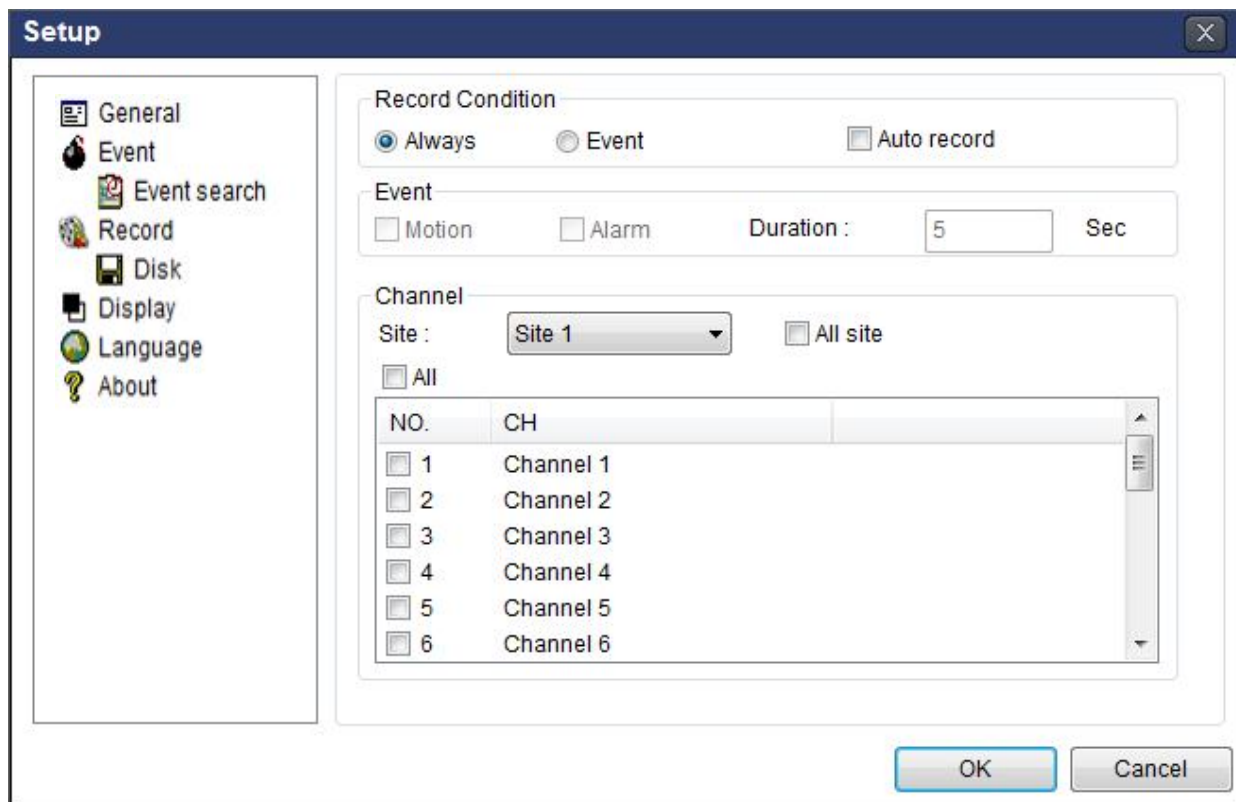 Setup
General
Event
Event search
Record
Disk
Display
Language
About
Record Condition
Always Event Auto record
Event
Motion Alarm Duration : 5 Sec
Channel
Site : Site 1 All site
All
NO. CH
1 Channel 1
2 Channel 2
3 Channel 3
4 Channel 4
5 Channel 5
6 Channel 6
OK Cancel